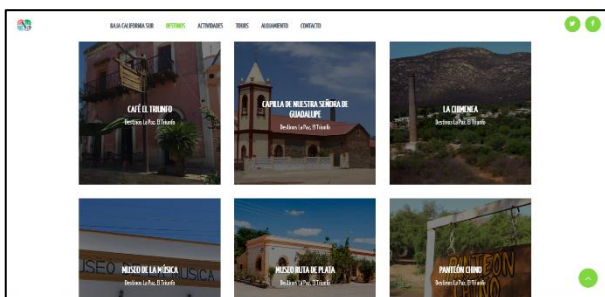 BAJA CALIFORNIA SUR DESTINOS ACTIVIDADES TOURS ALOJAMIENTO CONTACTO
CAFÉ EL TRIUNFO
Destinos La Paz, El Triunfo
CAPILLA DE NUESTRA SEÑORA DE
GUADALUPE
Destinos La Paz, El Triunfo
LA CHIMENEA
Destinos La Paz, El Triunfo
MUSEO DE LA MÚSICA
Destinos La Paz, El Triunfo
MUSEO RUTA DE PLATA
Destinos La Paz, El Triunfo
PANTEÓN CHINO
Destinos La Paz, El Triunfo
PANTEON